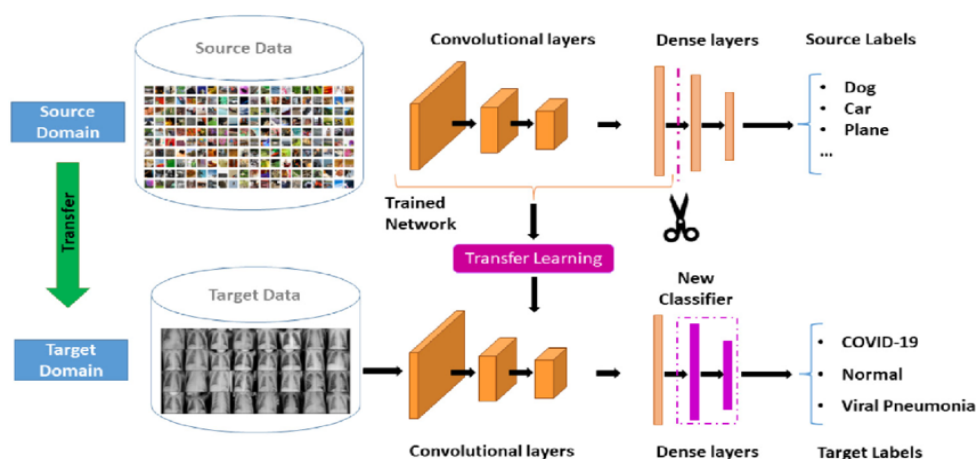 Source Data
Convolutional layers
Dense layers
Source Labels
Source
Domain
• Dog
• Car
• Plane
...
Trained
Network
Transfer
Transfer Learning
Target Data
New
Classifier
Target
Domain
• COVID-19
• Normal
• Viral Pneumonia
Convolutional layers
Dense layers
Target Labels